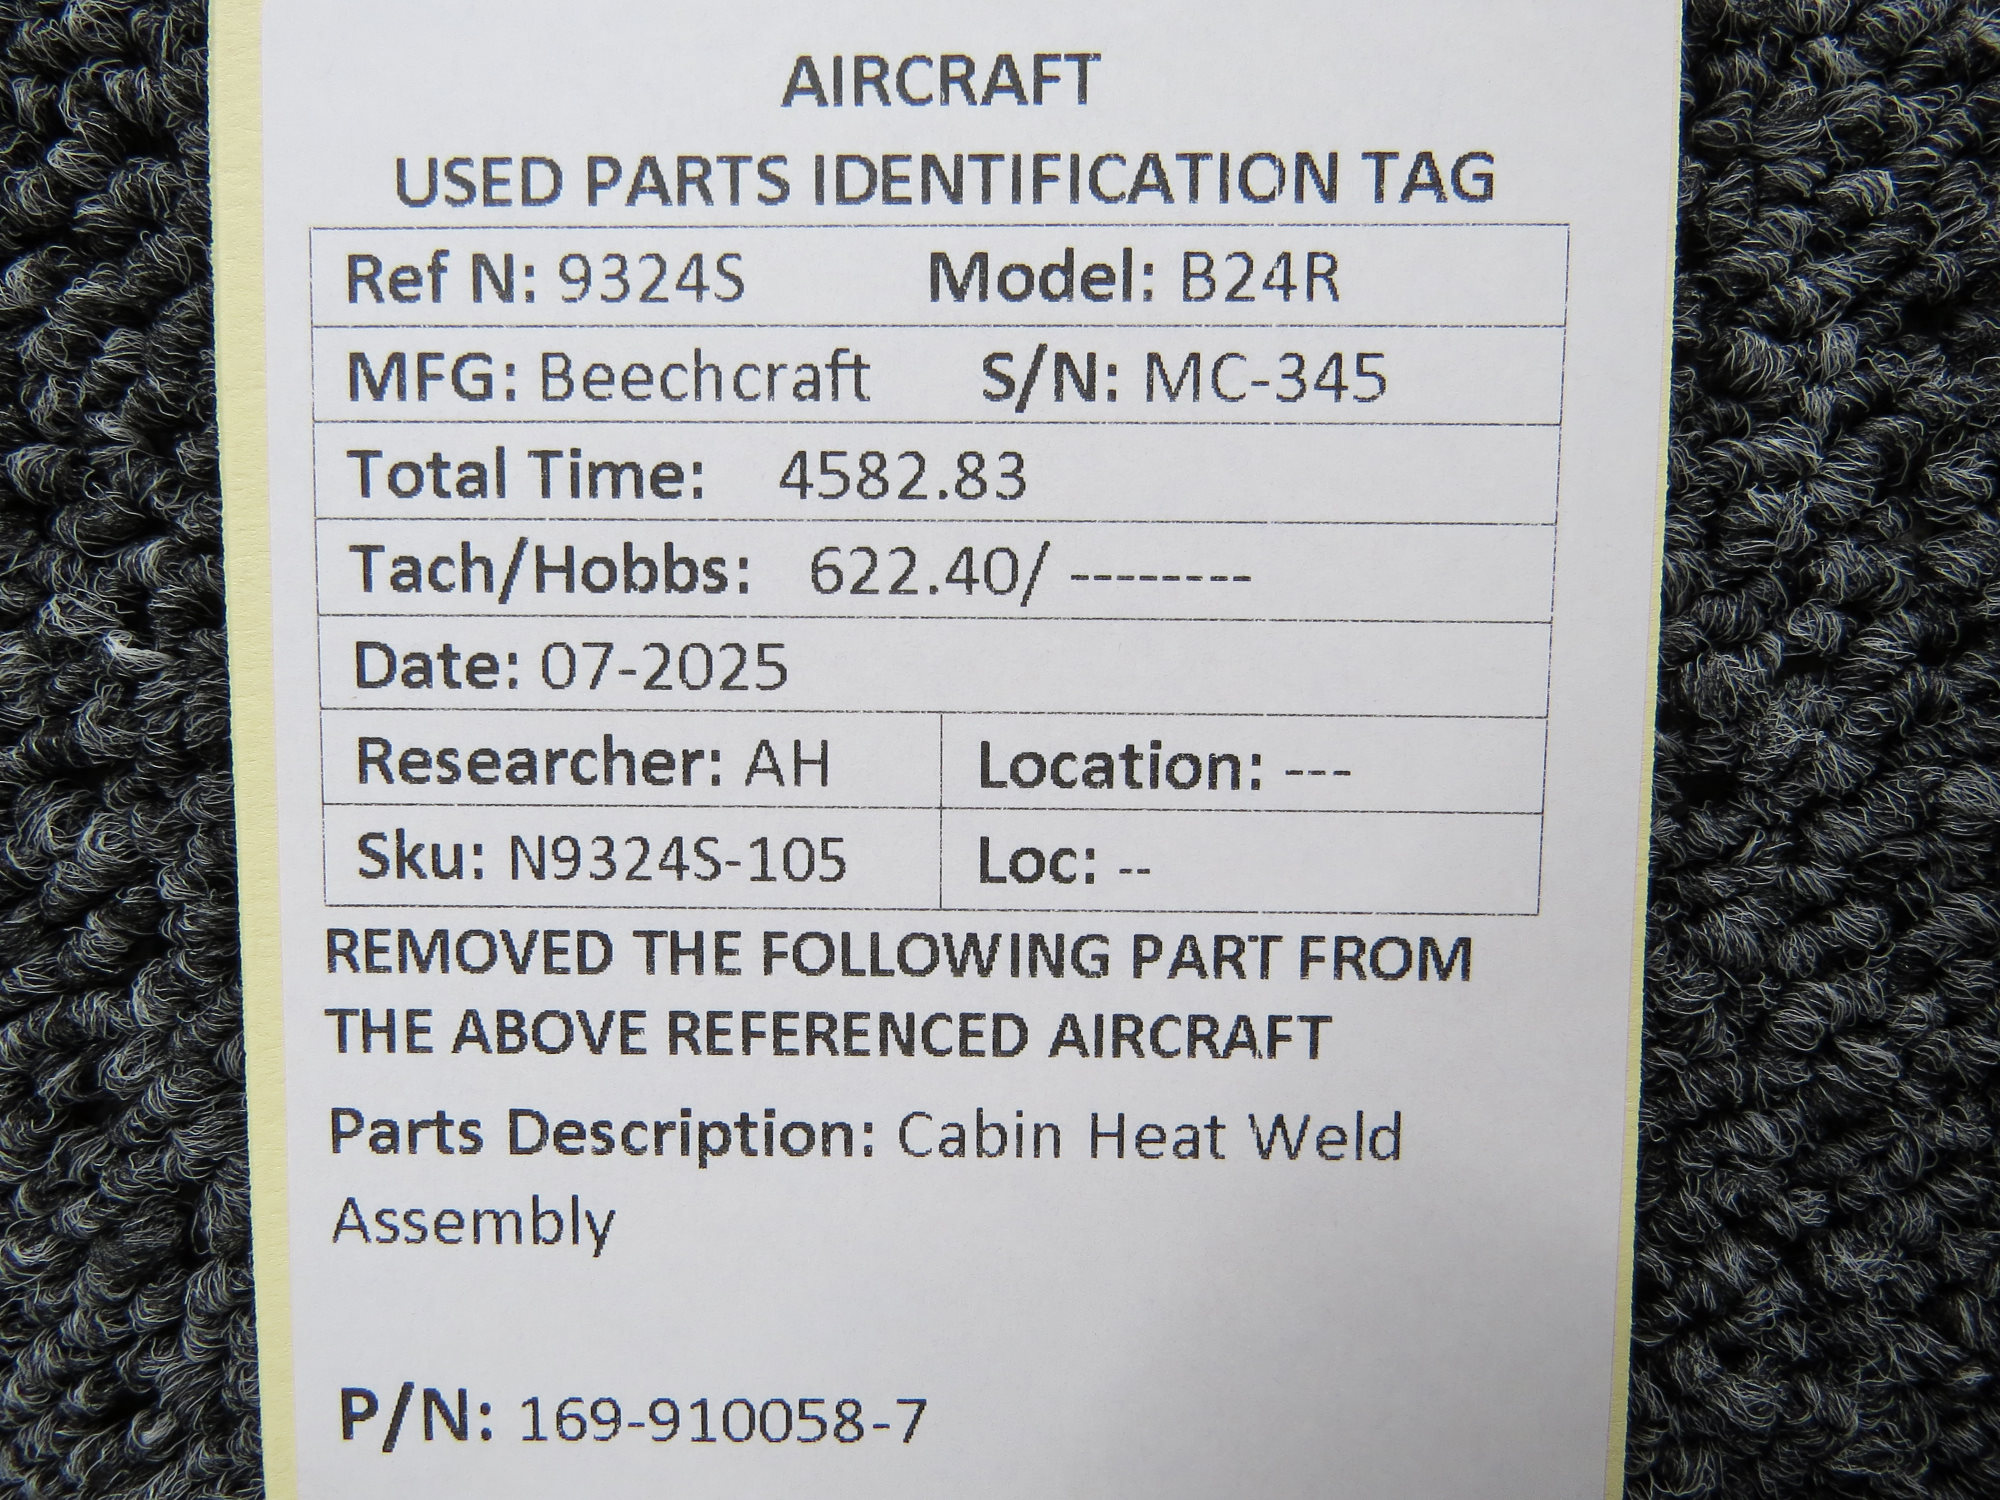 AIRCRAFT
USED PARTS IDENTIFICATION TAG
Ref N: 9324S Model: B24R
MFG: Beechcraft S/N: MC-345
Total Time: 4582.83
Tach/Hobbs: 622.40/ --------
Date: 07-2025
Researcher: AH Location: ---
Sku: N9324S-105 Loc: --
REMOVED THE FOLLOWING PART FROM
THE ABOVE REFERENCED AIRCRAFT
Parts Description: Cabin Heat Weld
Assembly
P/N: 169-910058-7